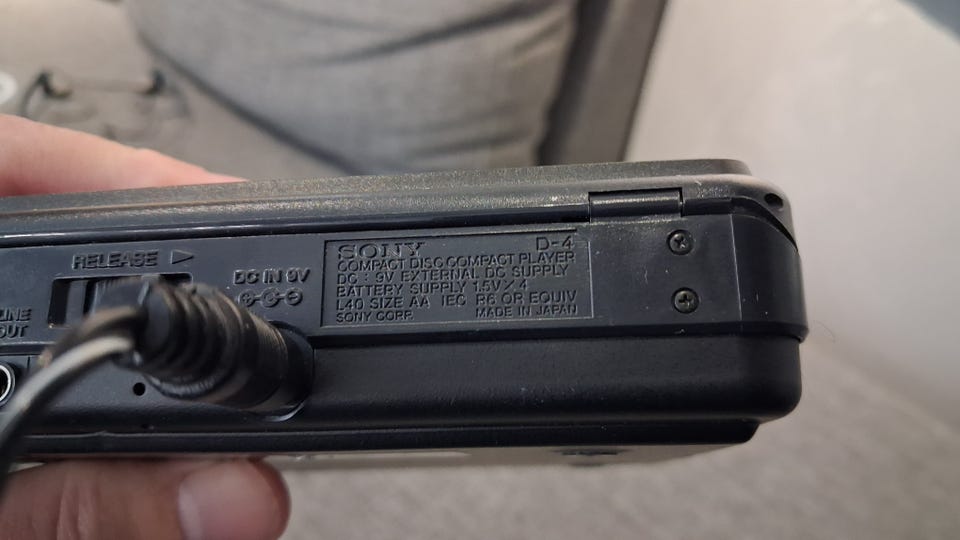 RELEASE ▷
LINE
OUT
DC IN 9V
SONY D-4
COMPACT DISC COMPACT PLAYER
DC : 9V EXTERNAL DC SUPPLY
BATTERY SUPPLY 1.5V×4
L40 SIZE AA IEC R6 OR EQUIV
SONY CORP. MADE IN JAPAN